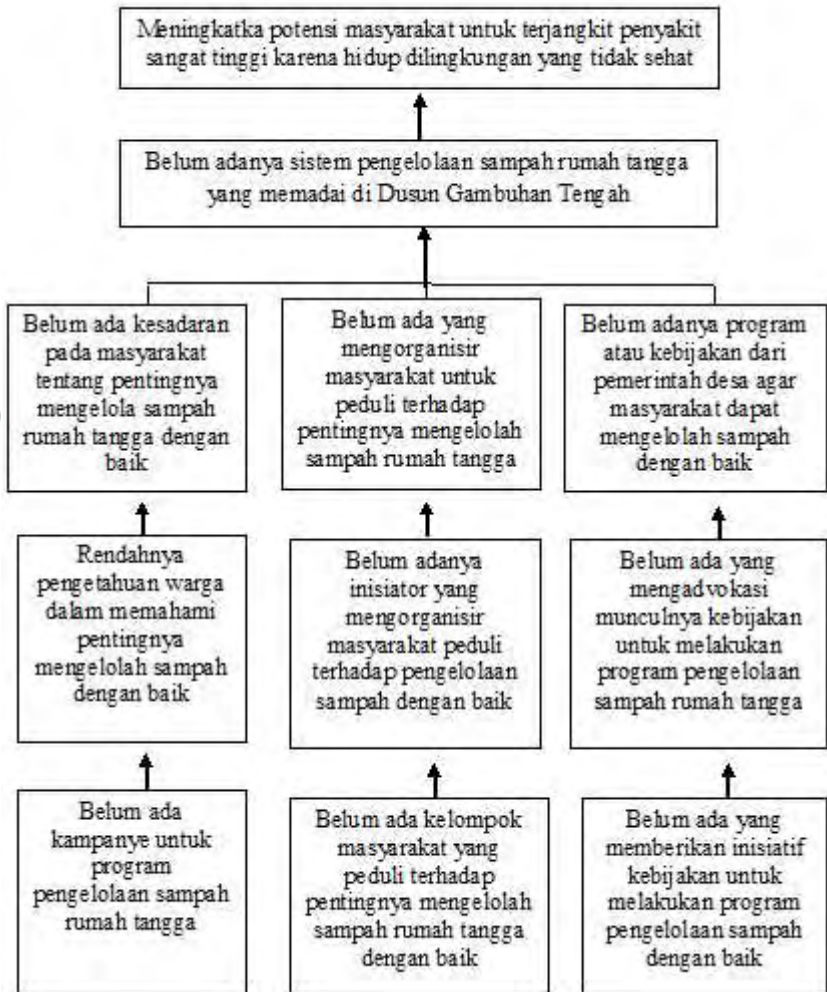 Meningkatka potensi masyarakat untuk terjangkit penyakit
sangat tinggi karena hidup dilingkungan yang tidak sehat
Belum adanya sistem pengelolaan sampah rumah tangga
yang memadai di Dusun Gambuhan Tengah
Belum ada kesadaran
pada masyarakat
tentang pentingnya
mengelola sampah
rumah tangga dengan
baik
Belum ada yang
mengorganisir
masyarakat untuk
peduli terhadap
pentingnya mengelolah
sampah rumah tangga
Belum adanya program
atau kebijakan dari
pemerintah desa agar
masyarakat dapat
mengelolah sampah
dengan baik
Rendahnya
pengetahuan warga
dalam memahami
pentingnya
mengelolah sampah
dengan baik
Belum adanya
inisiator yang
mengorganisir
masyarakat peduli
terhadap pengelolaan
sampah dengan baik
Belum ada yang
mengadvokasi
munculnya kebijakan
untuk melakukan
program pengelolaan
sampah rumah tangga
Belum ada
kampanye untuk
program
pengelolaan sampah
rumah tangga
Belum ada kelompok
masyarakat yang
peduli terhadap
pentingnya mengelolah
sampah rumah tangga
dengan baik
Belum ada yang
memberikan inisiatif
kebijakan untuk
melakukan program
pengelolaan sampah
dengan baik